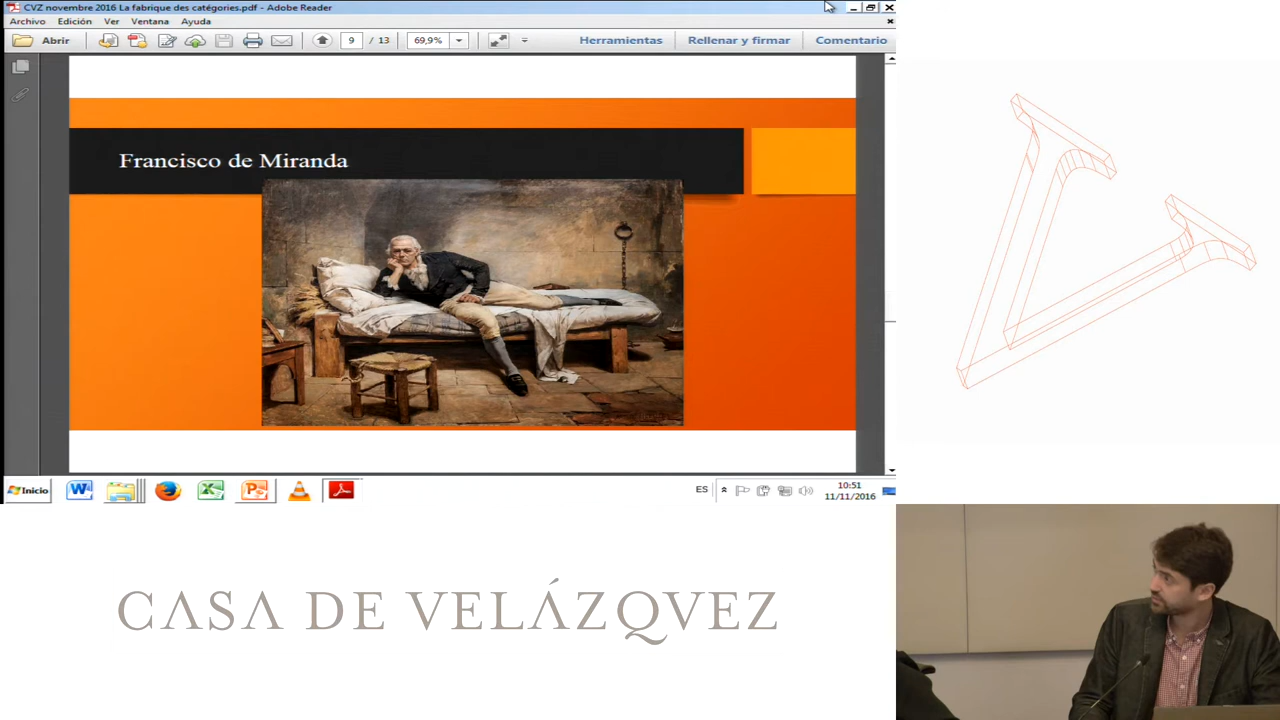 CVZ novembre 2016 La fabrique des catégories.pdf - Adobe Reader
Archivo Edición Ver Ventana Ayuda
Abrir 9 / 13 69,9% Herramientas Rellenar y firmar Comentario
Francisco de Miranda
Inicio ES 10:51
11/11/2016
CASA DE VELÁZQVEZ